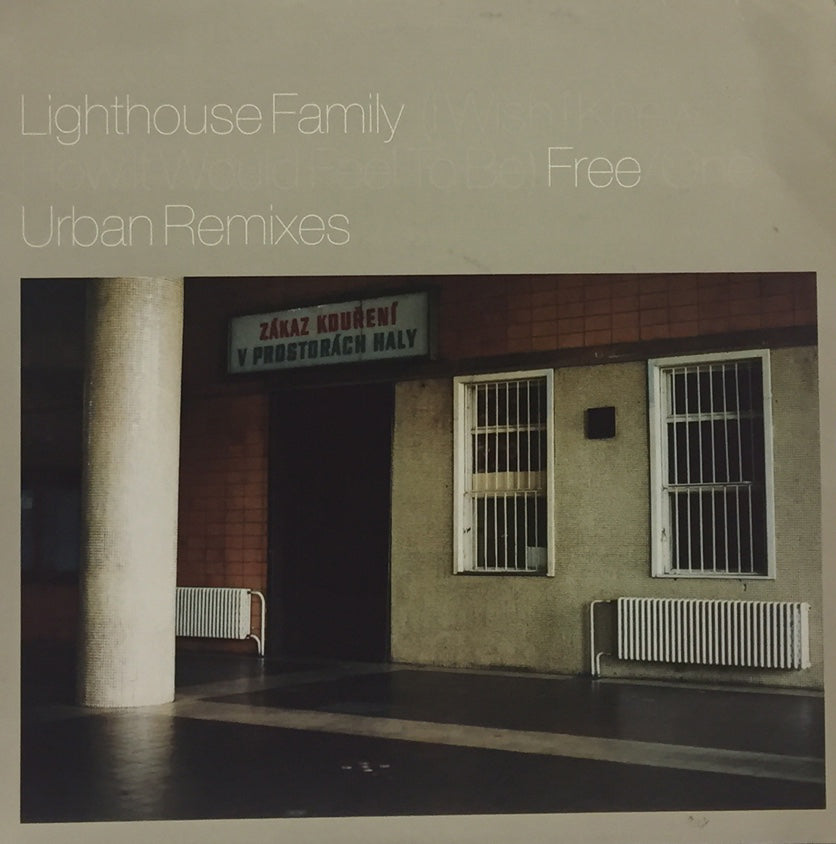 Lighthouse Family (I Wish I Knew
How It Would Feel To Be) Free / One
Urban Remixes
ZÁKAZ KOUŘENÍ
V PROSTORÁCH HALY